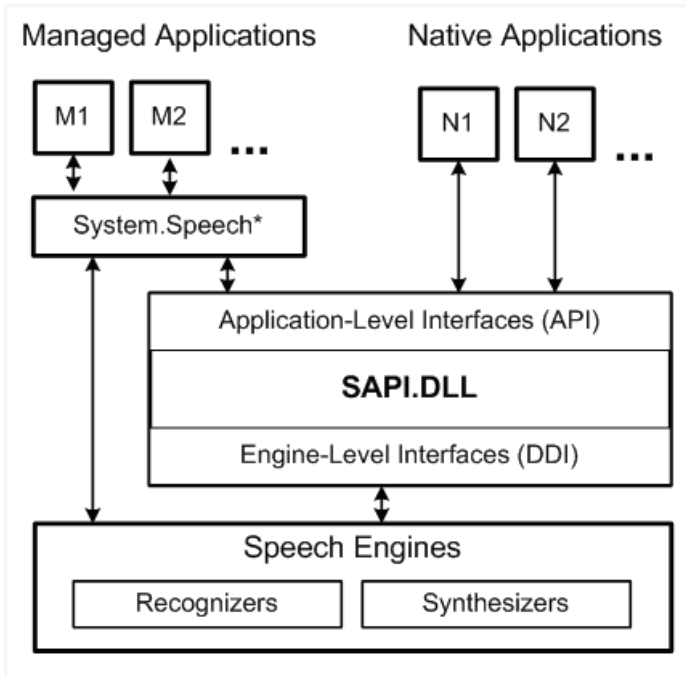 Managed Applications
Native Applications
M1
M2
...
N1
N2
...
System.Speech*
Application-Level Interfaces (API)
SAPI.DLL
Engine-Level Interfaces (DDI)
Speech Engines
Recognizers
Synthesizers